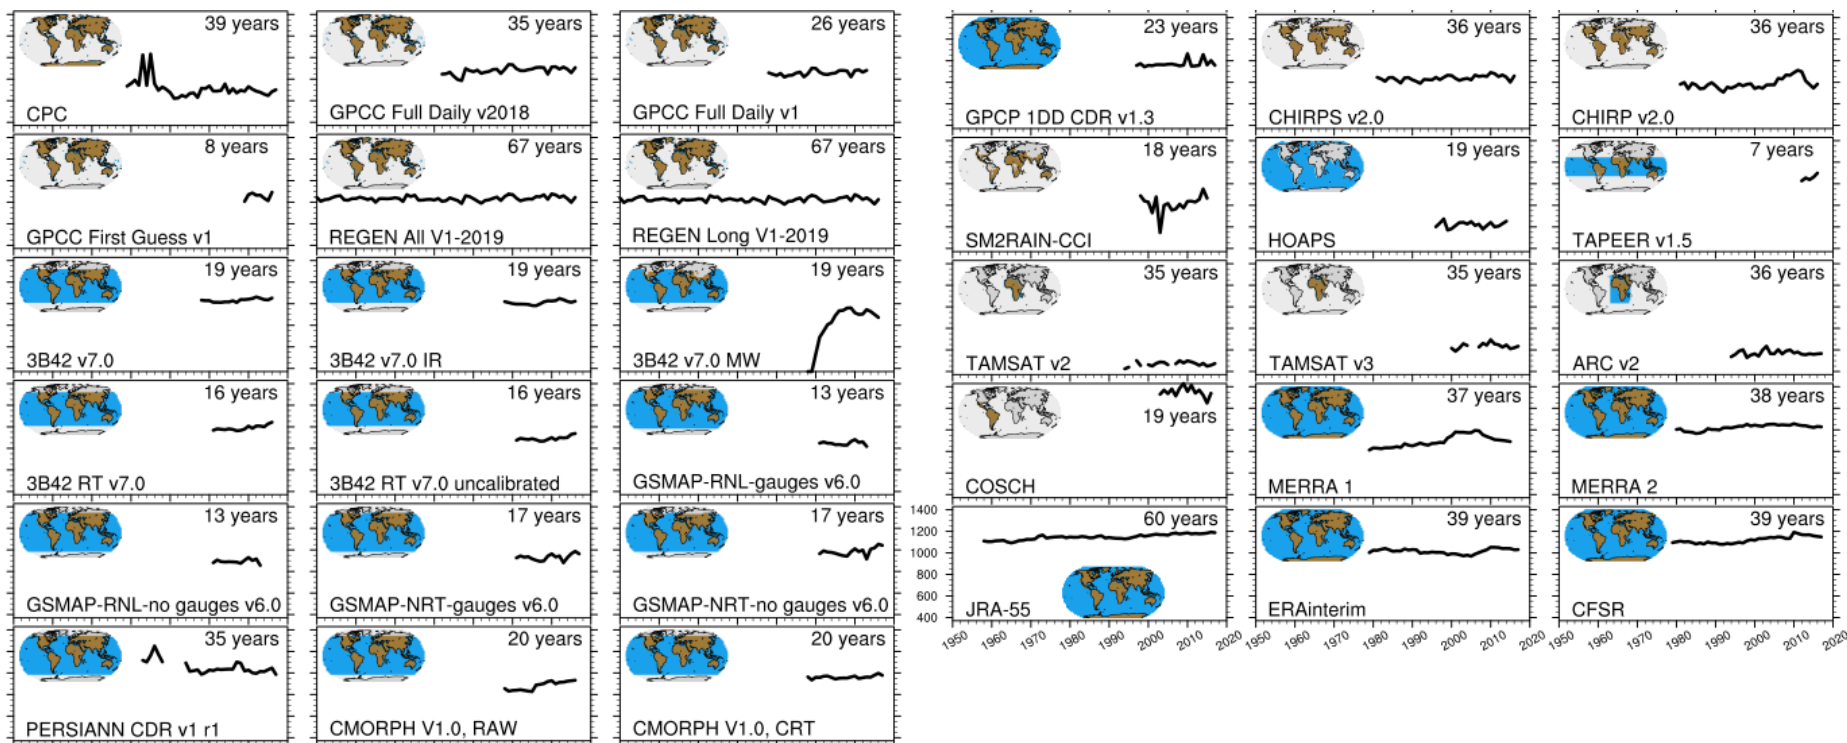 39 years
CPC
35 years
GPCC Full Daily v2018
26 years
GPCC Full Daily v1
8 years
GPCC First Guess v1
67 years
REGEN All V1-2019
67 years
REGEN Long V1-2019
19 years
3B42 v7.0
19 years
3B42 v7.0 IR
19 years
3B42 v7.0 MW
16 years
3B42 RT v7.0
16 years
3B42 RT v7.0 uncalibrated
13 years
GSMAP-RNL-gauges v6.0
13 years
GSMAP-RNL-no gauges v6.0
17 years
GSMAP-NRT-gauges v6.0
17 years
GSMAP-NRT-no gauges v6.0
35 years
PERSIANN CDR v1 r1
20 years
CMORPH V1.0, RAW
20 years
CMORPH V1.0, CRT
23 years
GPCP 1DD CDR v1.3
36 years
CHIRPS v2.0
36 years
CHIRP v2.0
18 years
SM2RAIN-CCI
19 years
HOAPS
7 years
TAPEER v1.5
35 years
TAMSAT v2
35 years
TAMSAT v3
36 years
ARC v2
19 years
COSCH
37 years
MERRA 1
38 years
MERRA 2
1400
1200
1000
800
600
400
60 years
JRA-55
39 years
ERAinterim
39 years
CFSR
1950 1960 1970 1980 1990 2000 2010 2020
1950 1960 1970 1980 1990 2000 2010 2020
1950 1960 1970 1980 1990 2000 2010 2020